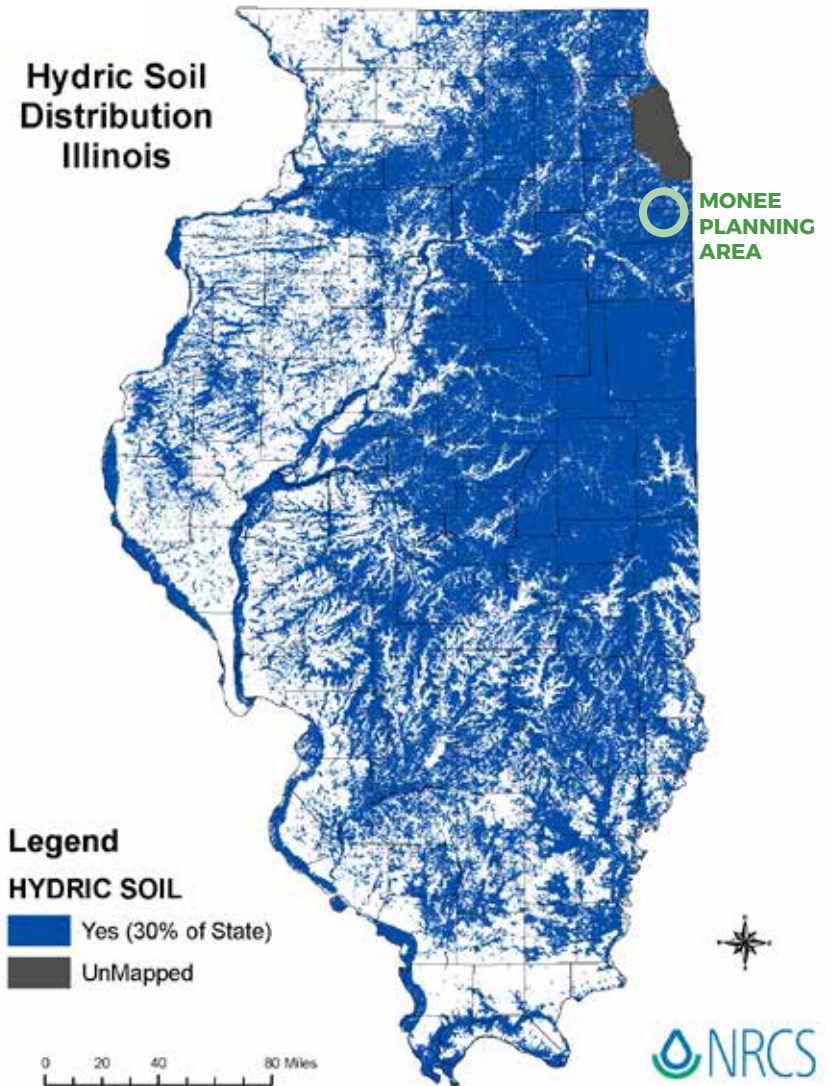 Hydric Soil
Distribution
Illinois
MONEE
PLANNING
AREA
Legend
HYDRIC SOIL
Yes (30% of State)
UnMapped
0 20 40 80 Miles
NRCS